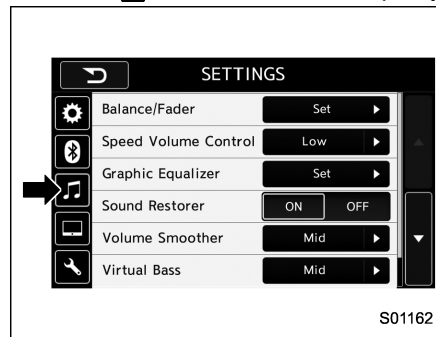 SETTINGS
Balance/Fader Set
Speed Volume Control Low
Graphic Equalizer Set
Sound Restorer ON OFF
Volume Smoother Mid
Virtual Bass Mid
S01162